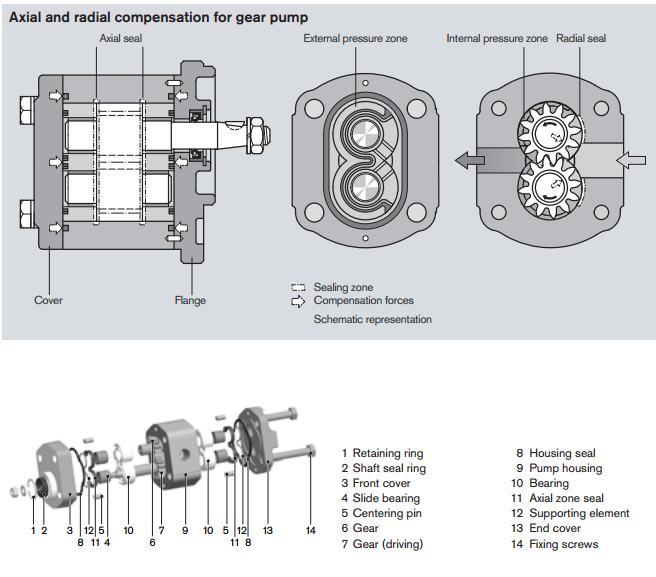 Axial and radial compensation for gear pump
Axial seal
External pressure zone
Internal pressure zone Radial seal
Cover
Flange
Sealing zone
Compensation forces
Schematic representation
1 2 3 12 5 10 7 9 10 5 12 13 14
8 11 4 6 11 8
1 Retaining ring
2 Shaft seal ring
3 Front cover
4 Slide bearing
5 Centering pin
6 Gear
7 Gear (driving)
8 Housing seal
9 Pump housing
10 Bearing
11 Axial zone seal
12 Supporting element
13 End cover
14 Fixing screws